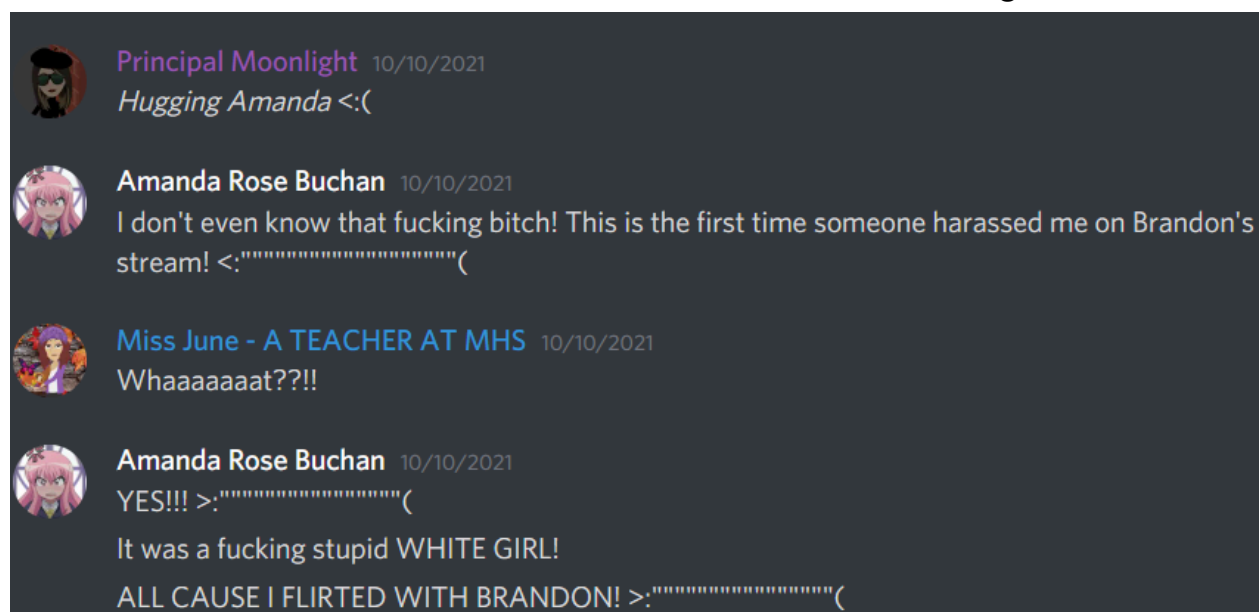 Principal Moonlight 10/10/2021
Hugging Amanda <:(
Amanda Rose Buchan 10/10/2021
I don't even know that fucking bitch! This is the first time someone harassed me on Brandon's
stream! <:"""""""""""""""""""(
Miss June - A TEACHER AT MHS 10/10/2021
Whaaaaaaat??!!
Amanda Rose Buchan 10/10/2021
YES!!! >:""""""""""""""""(
It was a fucking stupid WHITE GIRL!
ALL CAUSE I FLIRTED WITH BRANDON! >:""""""""""""""""(